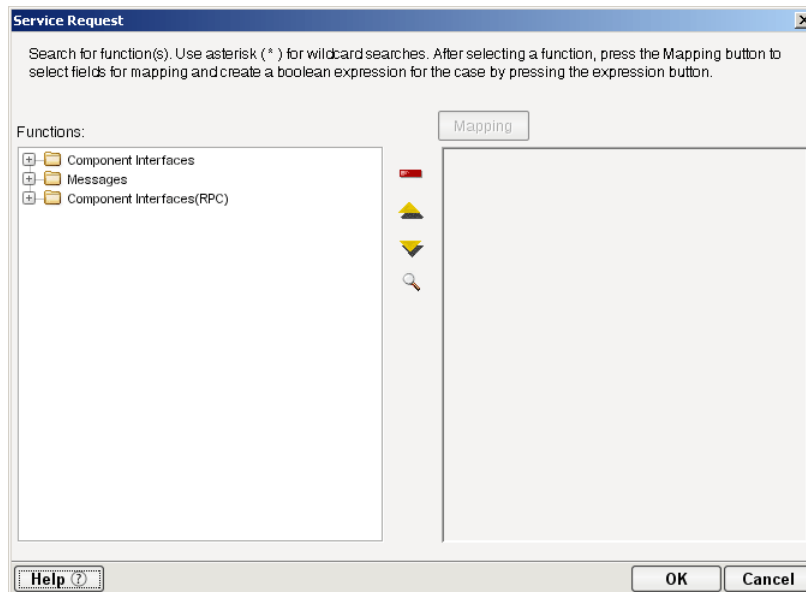 Service Request
Search for function(s). Use asterisk ( * ) for wildcard searches. After selecting a function, press the Mapping button to
select fields for mapping and create a boolean expression for the case by pressing the expression button.
Mapping
Functions:
Component Interfaces
Messages
Component Interfaces(RPC)
Help ?
OK
Cancel